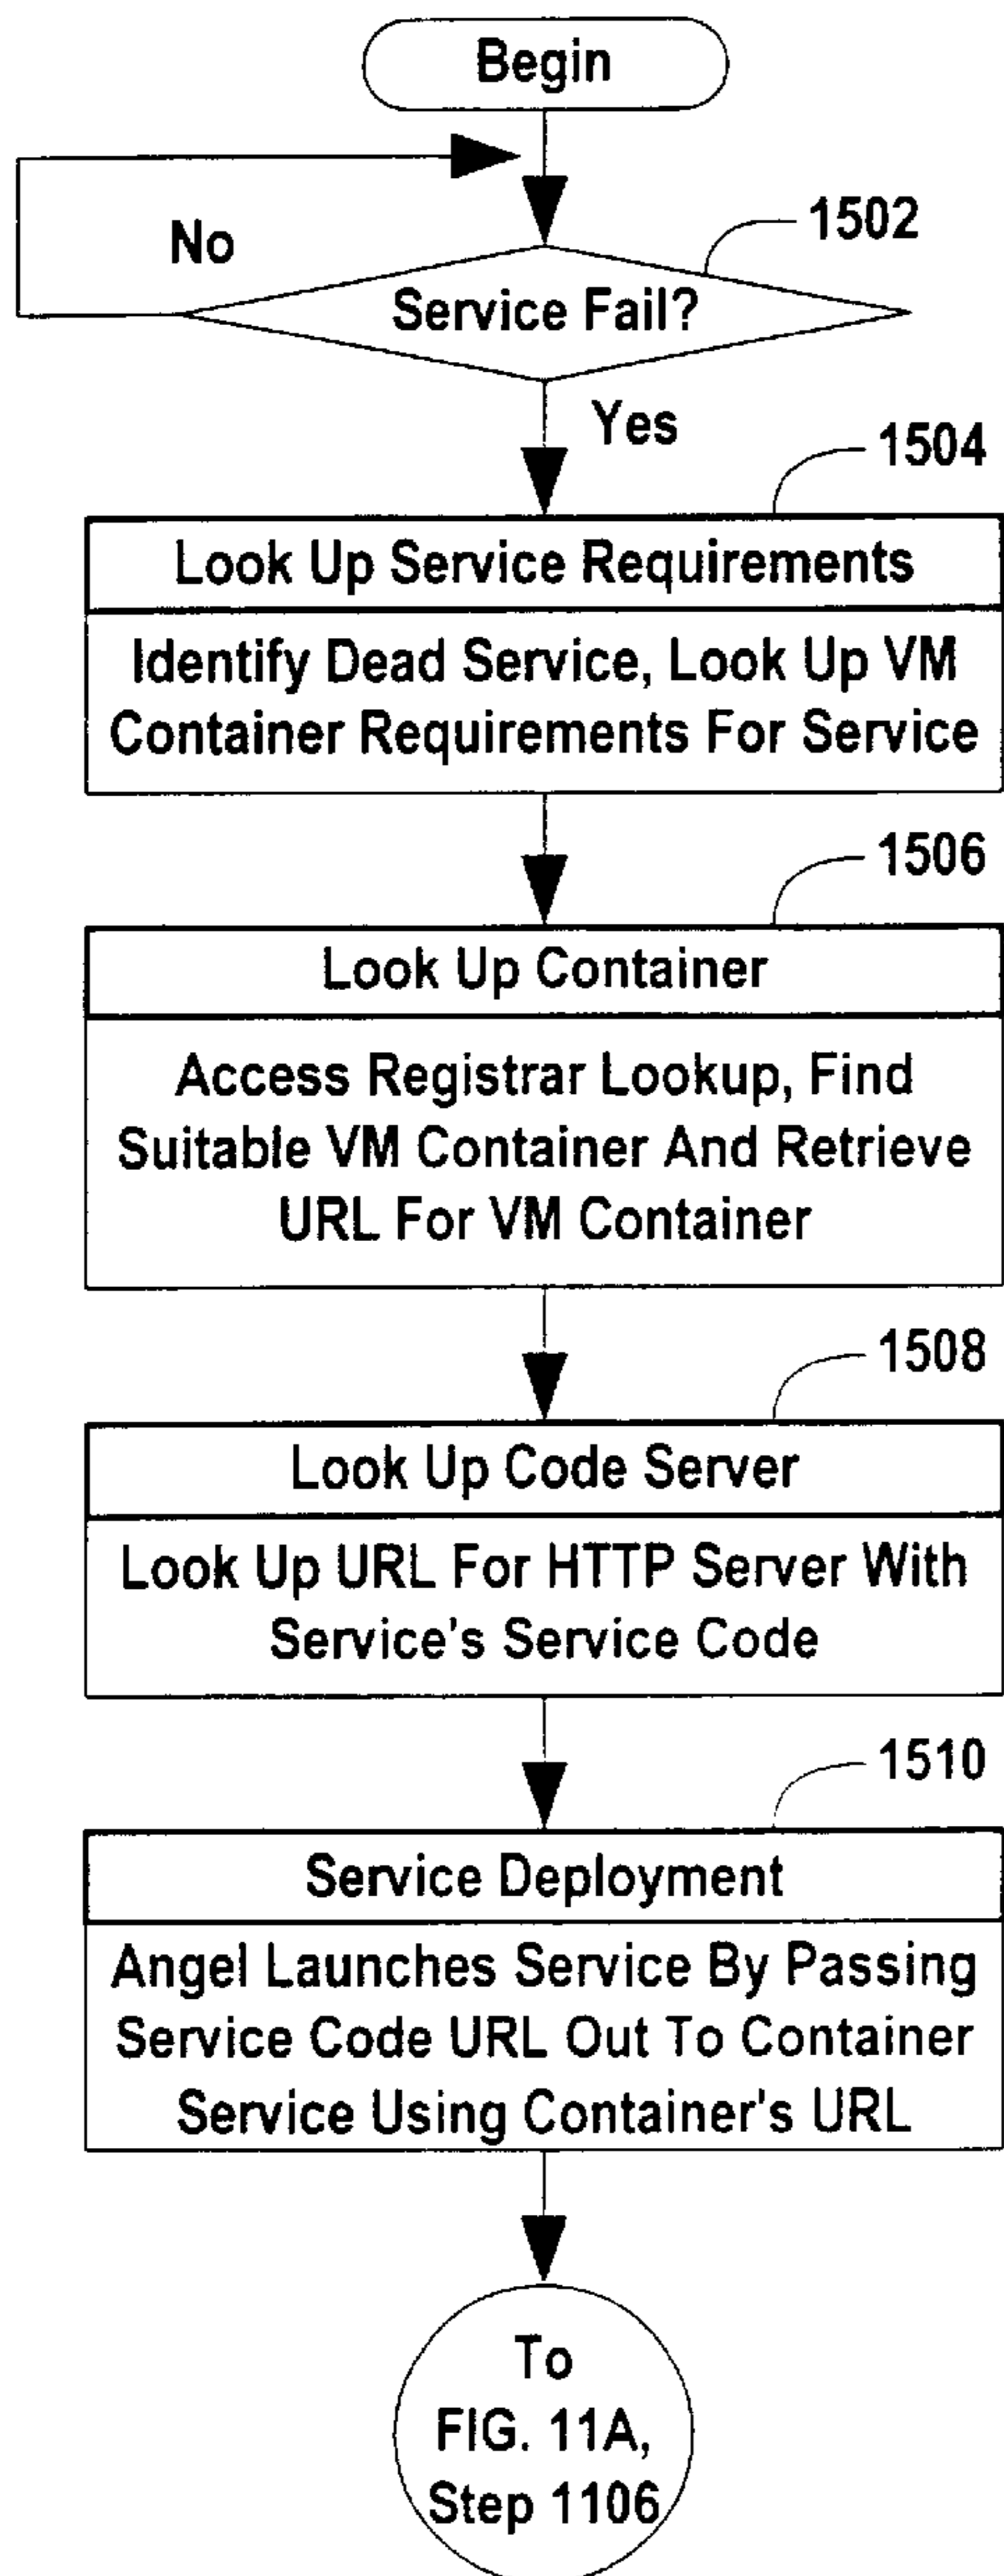 Begin
No
1502
Service Fail?
Yes
1504
Look Up Service Requirements
Identify Dead Service, Look Up VM
Container Requirements For Service
1506
Look Up Container
Access Registrar Lookup, Find
Suitable VM Container And Retrieve
URL For VM Container
1508
Look Up Code Server
Look Up URL For HTTP Server With
Service's Service Code
1510
Service Deployment
Angel Launches Service By Passing
Service Code URL Out To Container
Service Using Container's URL
To
FIG. 11A,
Step 1106